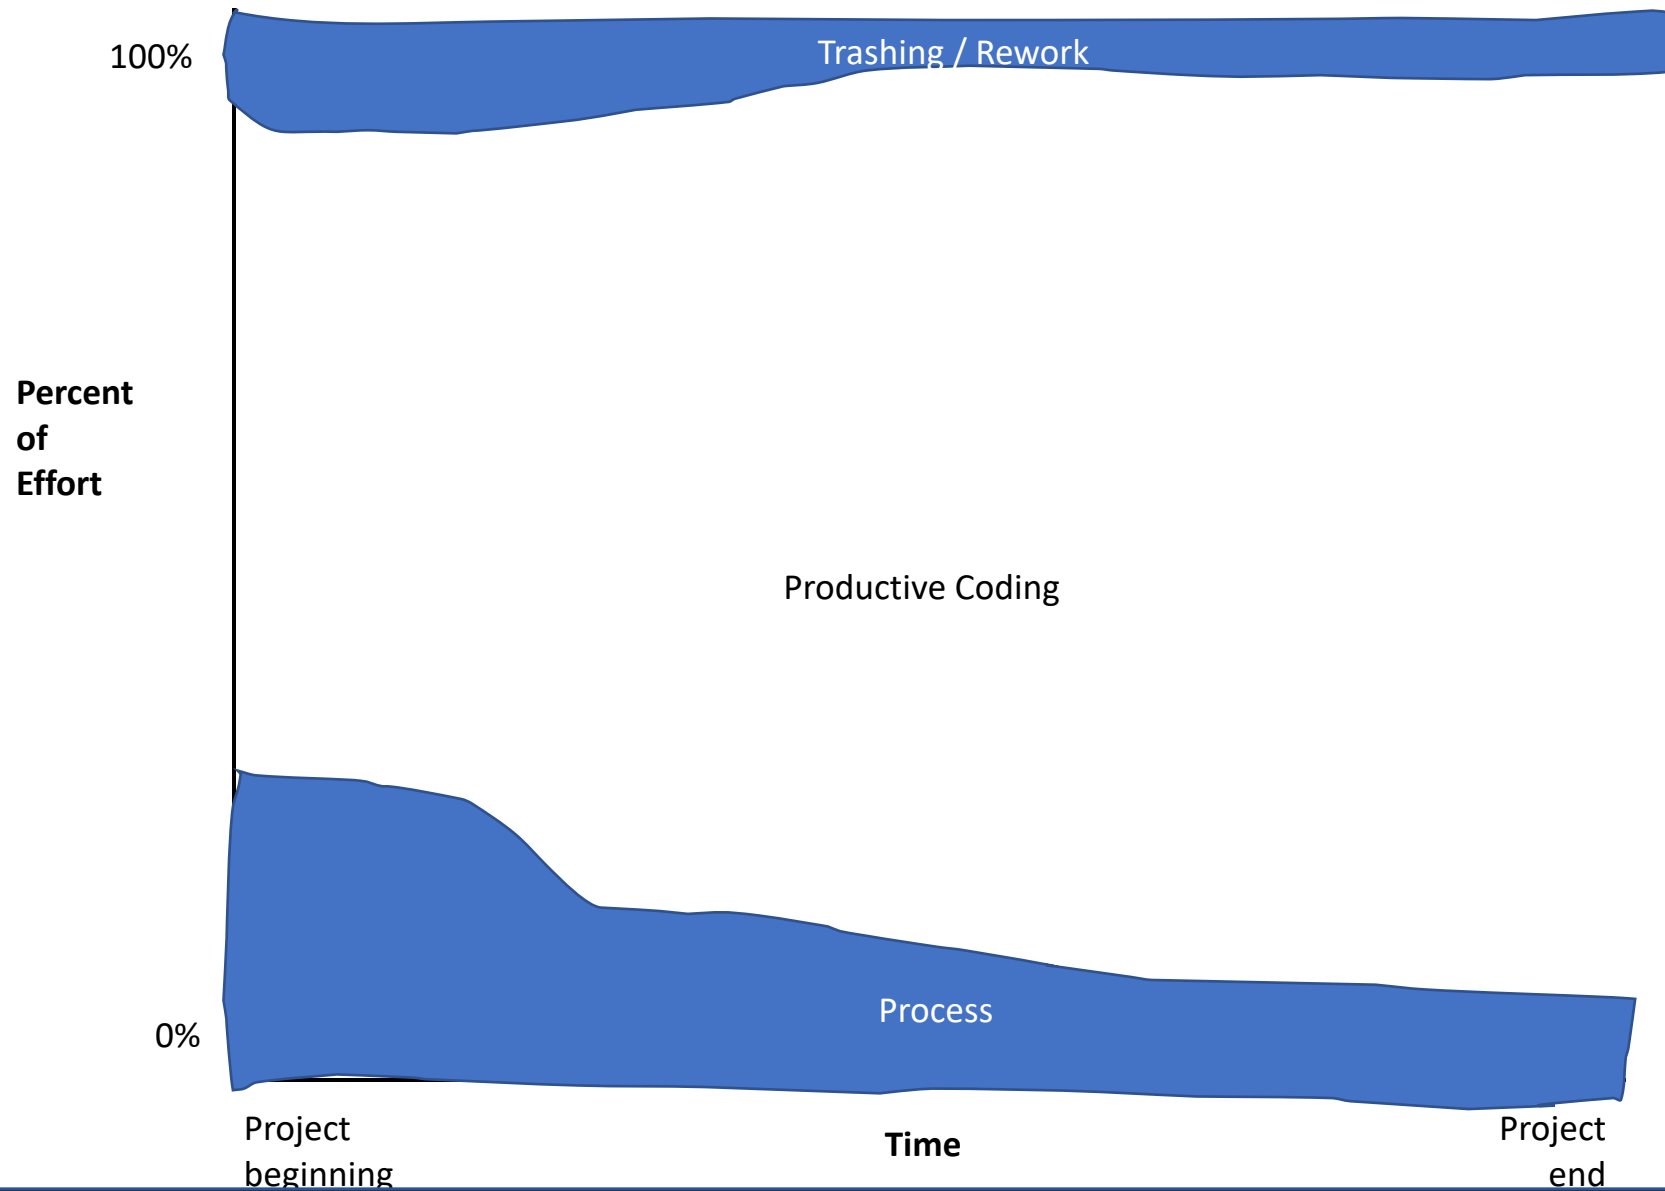 100%
Trashing / Rework
Percent
of
Effort
Productive Coding
Process
0%
Project
beginning
Time
Project
end